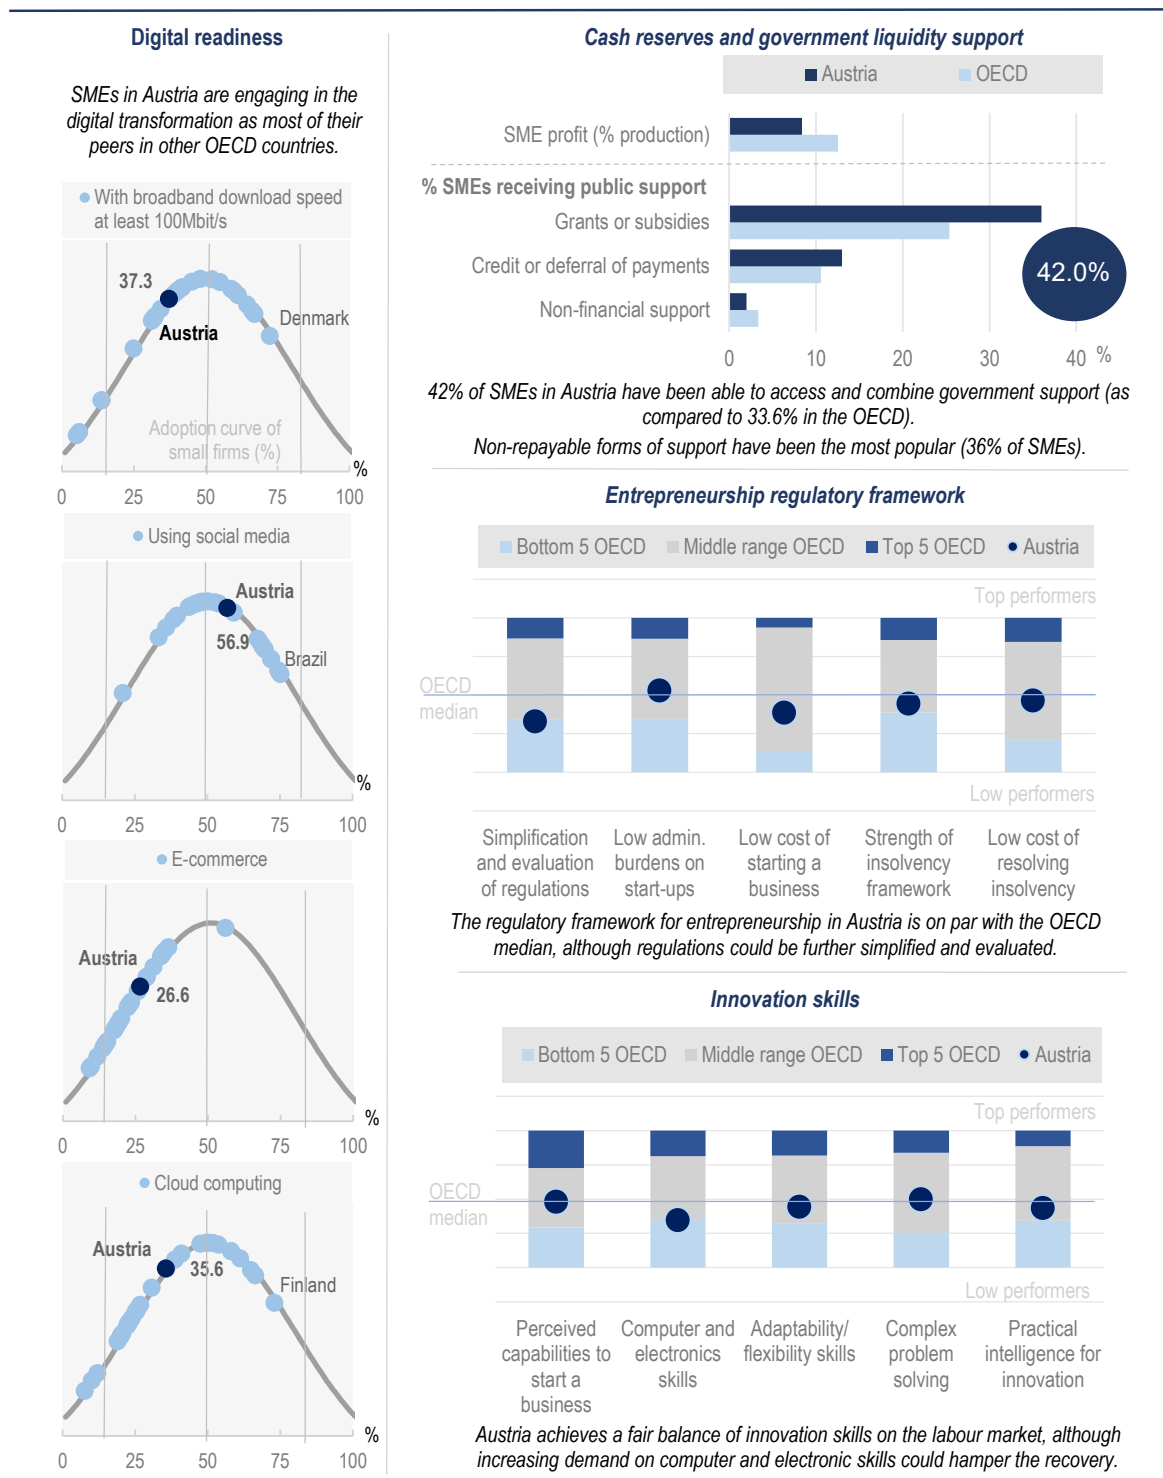 Digital readiness
SMEs in Austria are engaging in the
digital transformation as most of their
peers in other OECD countries.
With broadband download speed
at least 100Mbit/s
37.3
Austria
Denmark
Adoption curve of
small firms (%)
%
0 25 50 75 100
Using social media
Austria
56.9
Brazil
%
0 25 50 75 100
E-commerce
Austria
26.6
%
0 25 50 75 100
Cloud computing
Austria
35.6
Finland
%
0 25 50 75 100
Cash reserves and government liquidity support
Austria OECD
SME profit (% production)
% SMEs receiving public support
Grants or subsidies
Credit or deferral of payments
Non-financial support
42.0%
0 10 20 30 40 %
42% of SMEs in Austria have been able to access and combine government support (as
compared to 33.6% in the OECD).
Non-repayable forms of support have been the most popular (36% of SMEs).
Entrepreneurship regulatory framework
Bottom 5 OECD Middle range OECD Top 5 OECD Austria
Top performers
OECD
median
Low performers
Simplification
and evaluation
of regulations
Low admin.
burdens on
start-ups
Low cost of
starting a
business
Strength of
insolvency
framework
Low cost of
resolving
insolvency
The regulatory framework for entrepreneurship in Austria is on par with the OECD
median, although regulations could be further simplified and evaluated.
Innovation skills
Bottom 5 OECD Middle range OECD Top 5 OECD Austria
Top performers
OECD
median
Low performers
Perceived
capabilities to
start a
business
Computer and
electronics
skills
Adaptability/
flexibility skills
Complex
problem
solving
Practical
intelligence for
innovation
Austria achieves a fair balance of innovation skills on the labour market, although
increasing demand on computer and electronic skills could hamper the recovery.